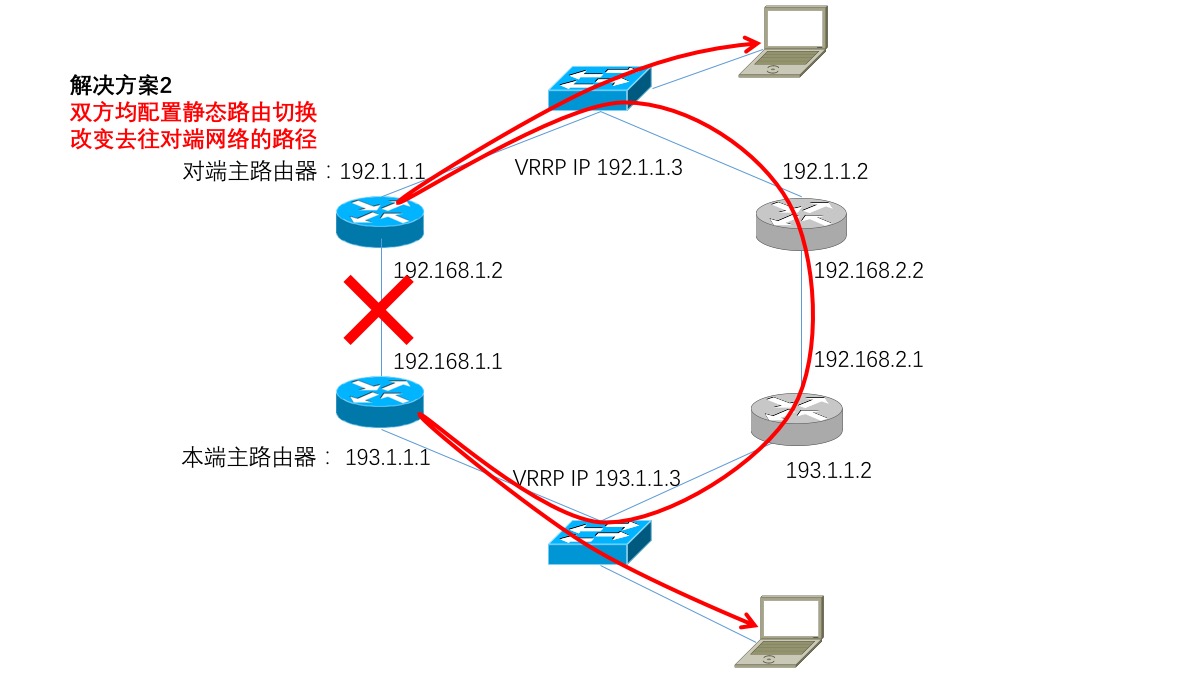 解决方案2
双方均配置静态路由切换
改变去往对端网络的路径
对端主路由器：192.1.1.1
VRRP IP 192.1.1.3
192.1.1.2
192.168.1.2
192.168.2.2
192.168.1.1
192.168.2.1
本端主路由器： 193.1.1.1
VRRP IP 193.1.1.3
193.1.1.2